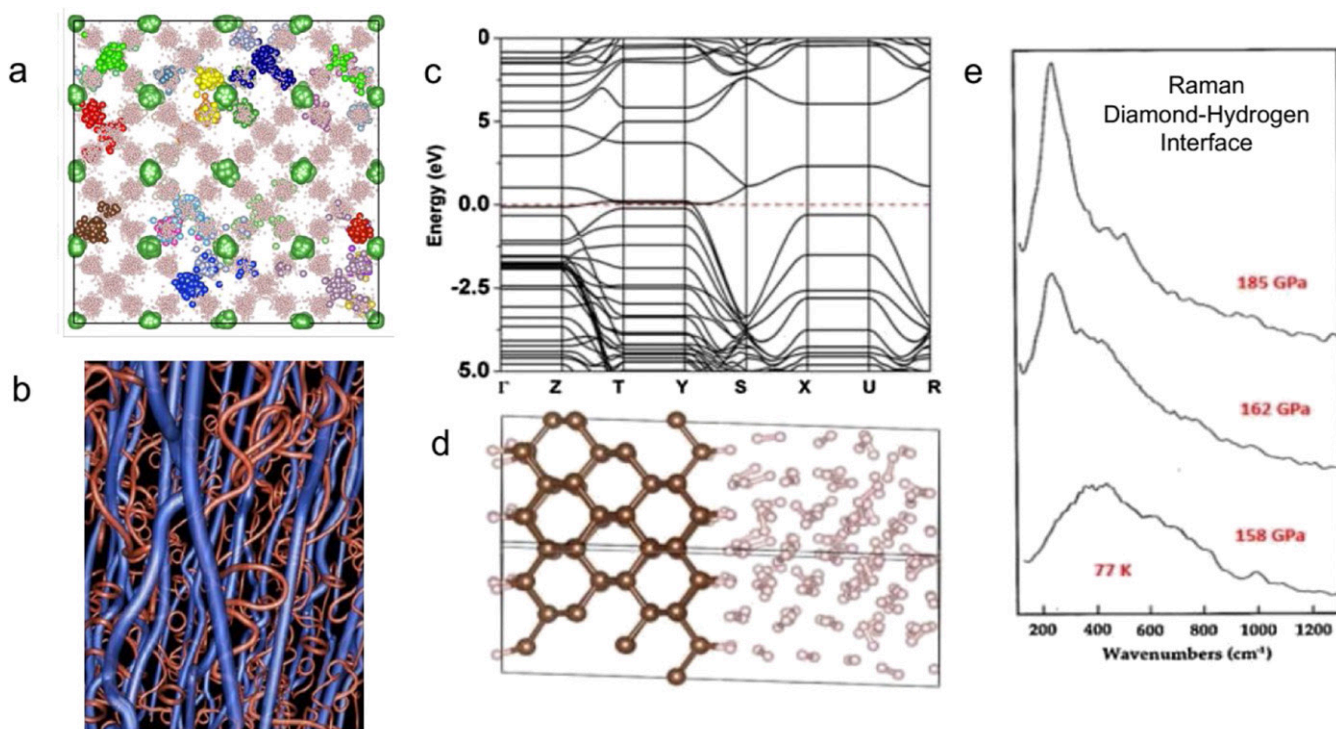 a
b
c
0
5
0.0
-2.5
5.0
Energy (eV)
Γ Z T Y S X U R
d
e
Raman
Diamond-Hydrogen
Interface
185 GPa
162 GPa
158 GPa
77 K
200 400 600 800 1000 1200
Wavenumbers (cm⁻¹)